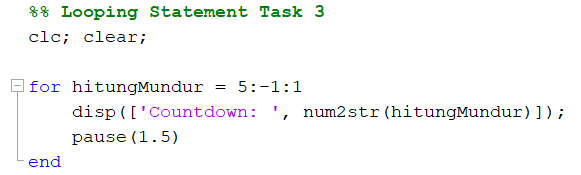 %% Looping Statement Task 3
clc; clear;
for hitungMundur = 5:-1:1
disp(['Countdown: ', num2str(hitungMundur)]);
pause(1.5)
end